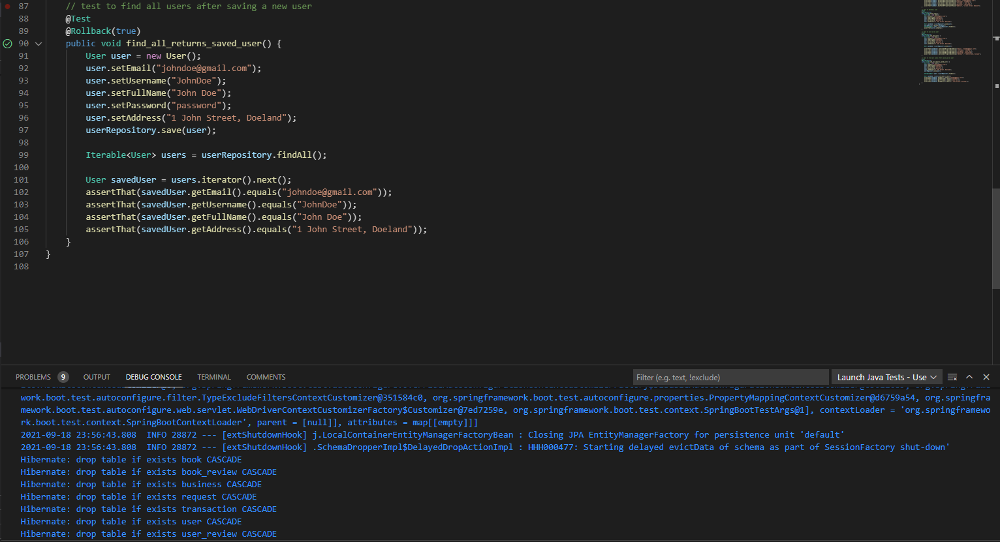 87 // test to find all users after saving a new user
88 @Test
89 @Rollback(true)
90 public void find_all_returns_saved_user() {
91 User user = new User();
92 user.setEmail("johndoe@gmail.com");
93 user.setUsername("JohnDoe");
94 user.setFullName("John Doe");
95 user.setPassword("password");
96 user.setAddress("1 John Street, Doeland");
97 userRepository.save(user);
98
99 Iterable<User> users = userRepository.findAll();
100
101 User savedUser = users.iterator().next();
102 assertThat(savedUser.getEmail().equals("johndoe@gmail.com"));
103 assertThat(savedUser.getUsername().equals("JohnDoe"));
104 assertThat(savedUser.getFullName().equals("John Doe"));
105 assertThat(savedUser.getAddress().equals("1 John Street, Doeland"));
106 }
107 }
108
PROBLEMS 9 OUTPUT DEBUG CONSOLE TERMINAL COMMENTS Filter (e.g. text, !exclude) Launch Java Tests - Use
work.boot.test.autoconfigure.filter.TypeExcludeFiltersContextCustomizer@351584c0, org.springframework.boot.test.autoconfigure.properties.PropertyMappingContextCustomizer@d6759a54, org.springfra
mework.boot.test.autoconfigure.web.servlet.WebDriverContextCustomizerFactory$Customizer@7ed7259e, org.springframework.boot.test.context.SpringBootTestArgs@1], contextLoader = 'org.springframewo
rk.boot.test.context.SpringBootContextLoader', parent = [null]], attributes = map[[empty]]]
2021-09-18 23:56:43.808 INFO 28872 --- [extShutdownHook] j.LocalContainerEntityManagerFactoryBean : Closing JPA EntityManagerFactory for persistence unit 'default'
2021-09-18 23:56:43.808 INFO 28872 --- [extShutdownHook] .SchemaDropperImpl$DelayedDropActionImpl : HHH000477: Starting delayed evictData of schema as part of SessionFactory shut-down'
Hibernate: drop table if exists book CASCADE
Hibernate: drop table if exists book_review CASCADE
Hibernate: drop table if exists business CASCADE
Hibernate: drop table if exists request CASCADE
Hibernate: drop table if exists transaction CASCADE
Hibernate: drop table if exists user CASCADE
Hibernate: drop table if exists user_review CASCADE